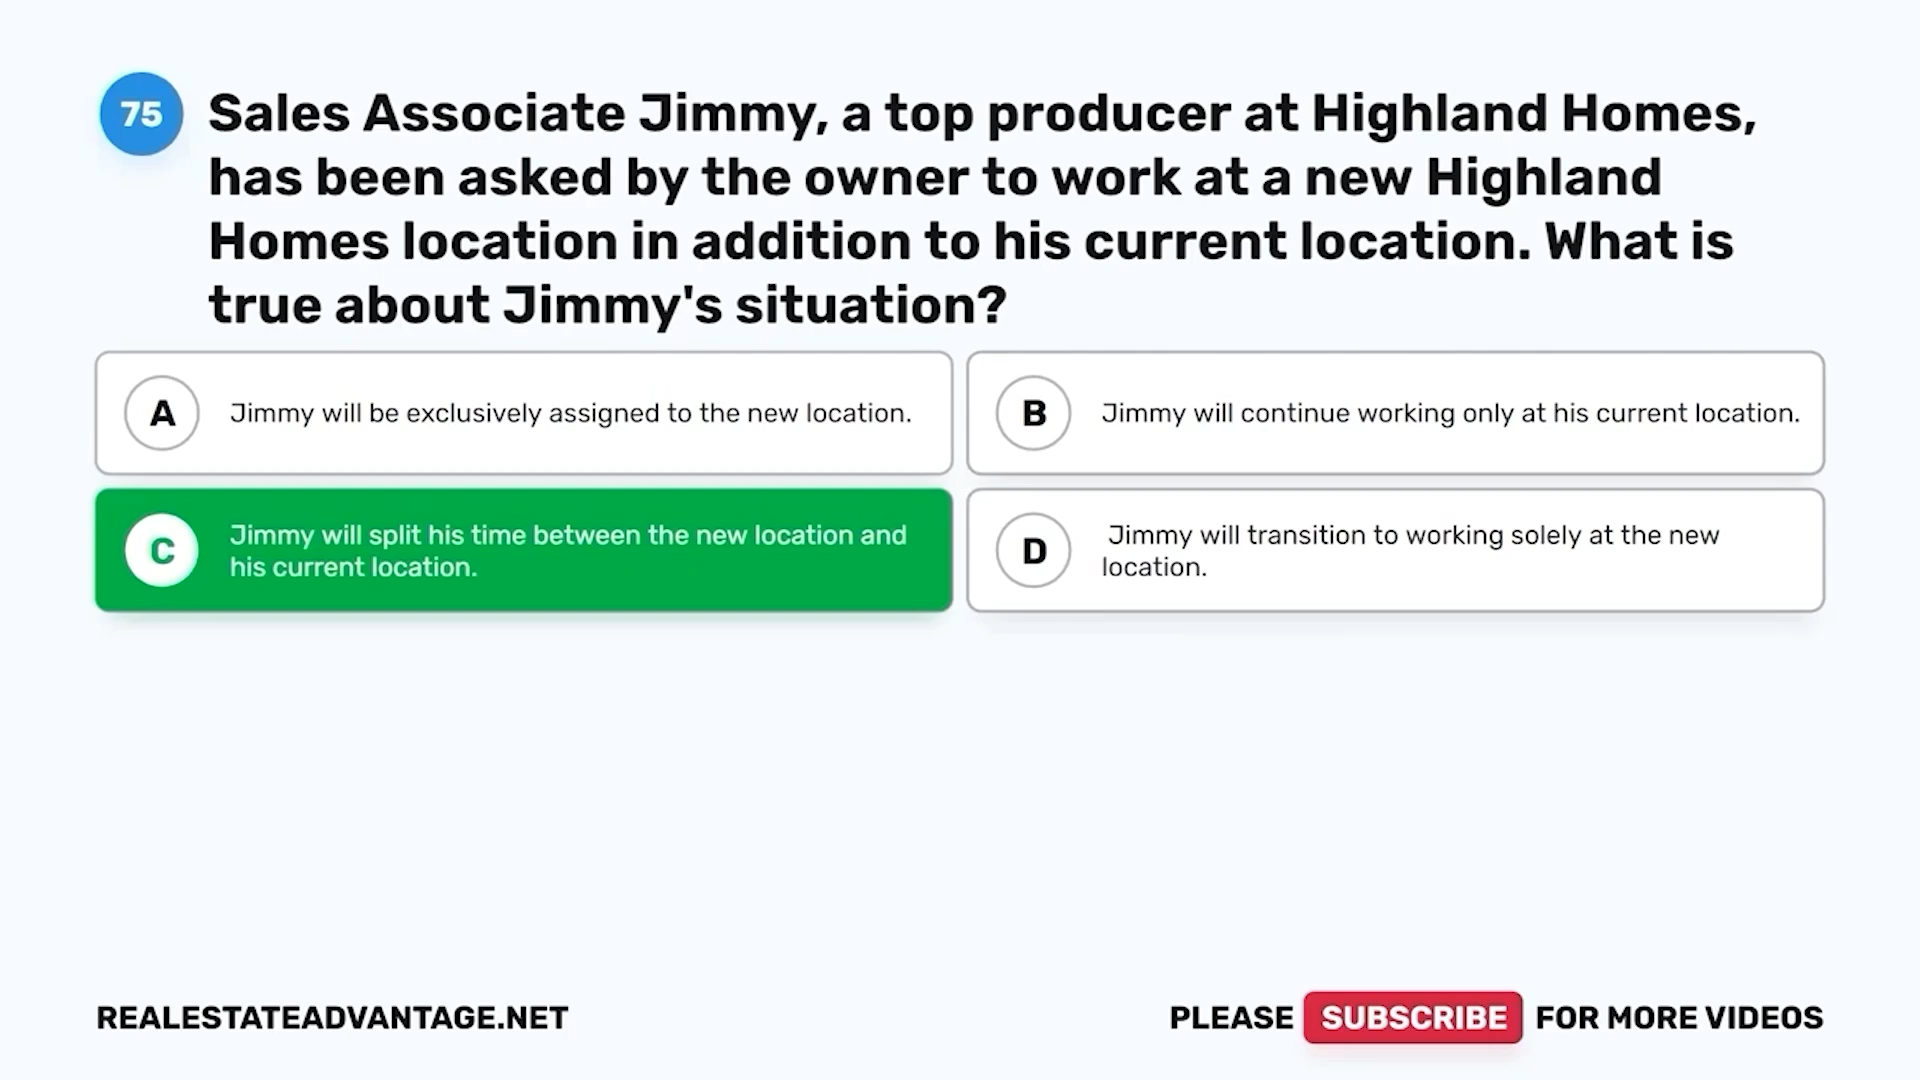 75
Sales Associate Jimmy, a top producer at Highland Homes,
has been asked by the owner to work at a new Highland
Homes location in addition to his current location. What is
true about Jimmy's situation?
A
Jimmy will be exclusively assigned to the new location.
B
Jimmy will continue working only at his current location.
C
Jimmy will split his time between the new location and
his current location.
D
Jimmy will transition to working solely at the new
location.
REALESTATEADVANTAGE.NET
PLEASE SUBSCRIBE FOR MORE VIDEOS